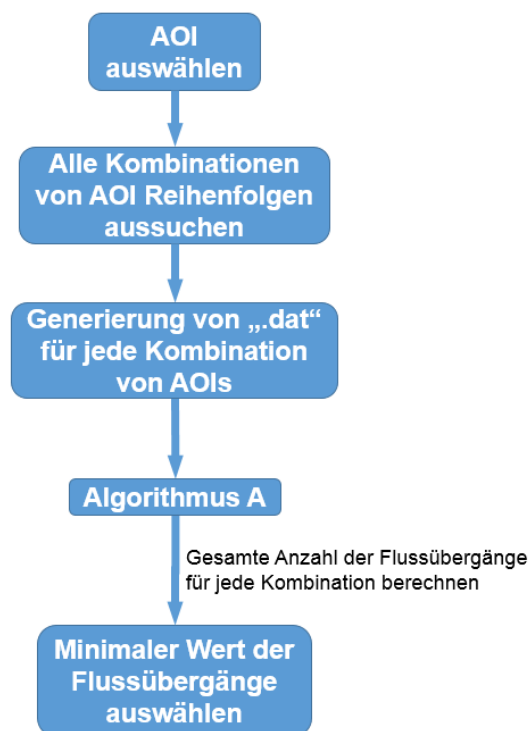 AOI
auswählen
Alle Kombinationen
von AOI Reihenfolgen
aussuchen
Generierung von „.dat“
für jede Kombination
von AOIs
Algorithmus A
Gesamte Anzahl der Flussübergänge
für jede Kombination berechnen
Minimaler Wert der
Flussübergänge
auswählen